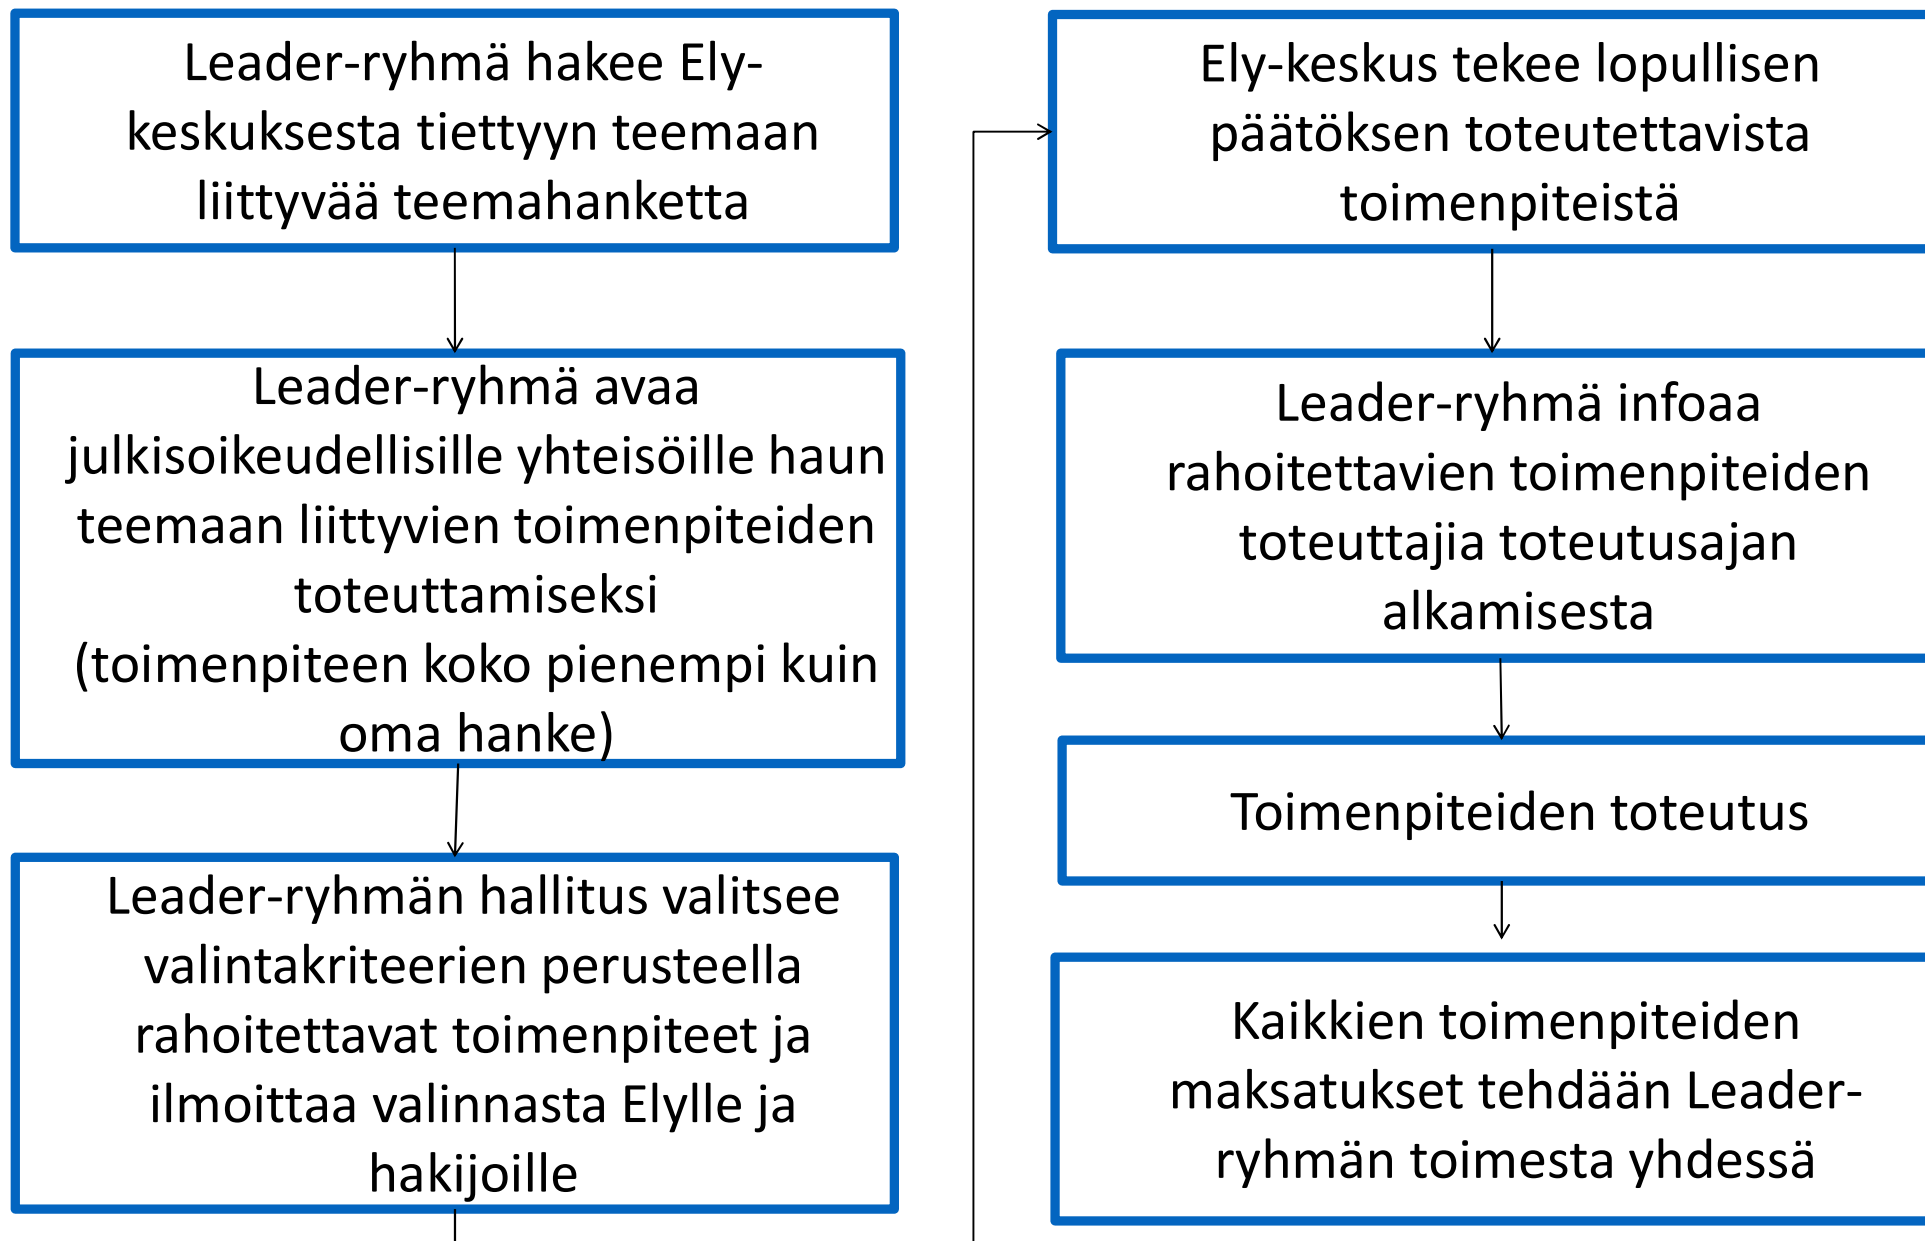 Leader-ryhmä hakee Ely-
keskuksesta tiettyyn teemaan
liittyvää teemahanketta
Leader-ryhmä avaa
julkisoikeudellisille yhteisöille haun
teemaan liittyvien toimenpiteiden
toteuttamiseksi
(toimenpiteen koko pienempi kuin
oma hanke)
Leader-ryhmän hallitus valitsee
valintakriteerien perusteella
rahoitettavat toimenpiteet ja
ilmoittaa valinnasta Elylle ja
hakijoille
Ely-keskus tekee lopullisen
päätöksen toteutettavista
toimenpiteistä
Leader-ryhmä infoaa
rahoitettavien toimenpiteiden
toteuttajia toteutusajan
alkamisesta
Toimenpiteiden toteutus
Kaikkien toimenpiteiden
maksatukset tehdään Leader-
ryhmän toimesta yhdessä